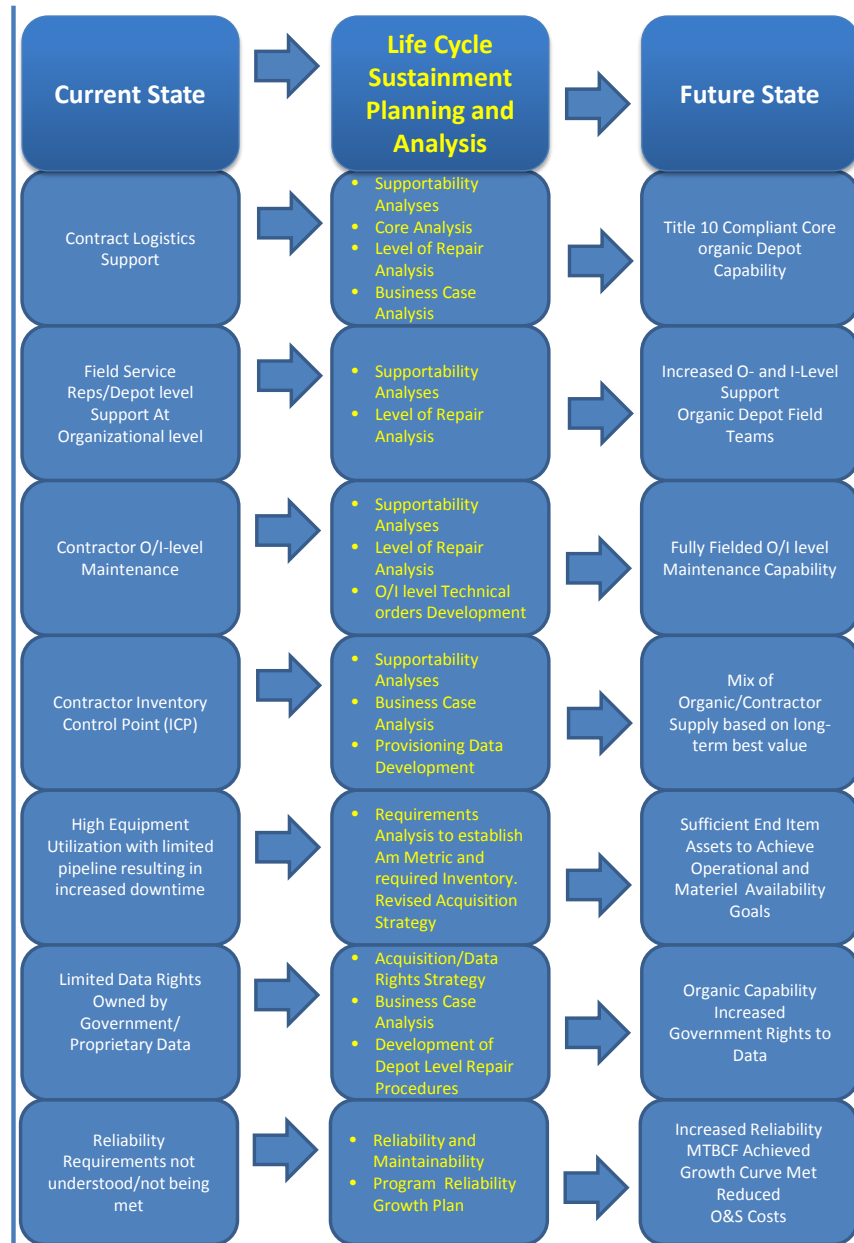 Current State
Life Cycle
Sustainment
Planning and
Analysis
Future State
Contract Logistics
Support
• Supportability
Analyses
• Core Analysis
• Level of Repair
Analysis
• Business Case
Analysis
Title 10 Compliant Core
organic Depot
Capability
Field Service
Reps/Depot level
Support At
Organizational level
• Supportability
Analyses
• Level of Repair
Analysis
Increased O- and I-Level
Support
Organic Depot Field
Teams
Contractor O/I-level
Maintenance
• Supportability
Analyses
• Level of Repair
Analysis
• O/I level Technical
orders Development
Fully Fielded O/I level
Maintenance Capability
Contractor Inventory
Control Point (ICP)
• Supportability
Analyses
• Business Case
Analysis
• Provisioning Data
Development
Mix of
Organic/Contractor
Supply based on long-
term best value
High Equipment
Utilization with limited
pipeline resulting in
increased downtime
• Requirements
Analysis to establish
Am Metric and
required Inventory.
Revised Acquisition
Strategy
Sufficient End Item
Assets to Achieve
Operational and
Materiel Availability
Goals
Limited Data Rights
Owned by
Government/
Proprietary Data
• Acquisition/Data
Rights Strategy
• Business Case
Analysis
• Development of
Depot Level Repair
Procedures
Organic Capability
Increased
Government Rights to
Data
Reliability
Requirements not
understood/not being
met
• Reliability and
Maintainability
• Program Reliability
Growth Plan
Increased Reliability
MTBCF Achieved
Growth Curve Met
Reduced
O&S Costs